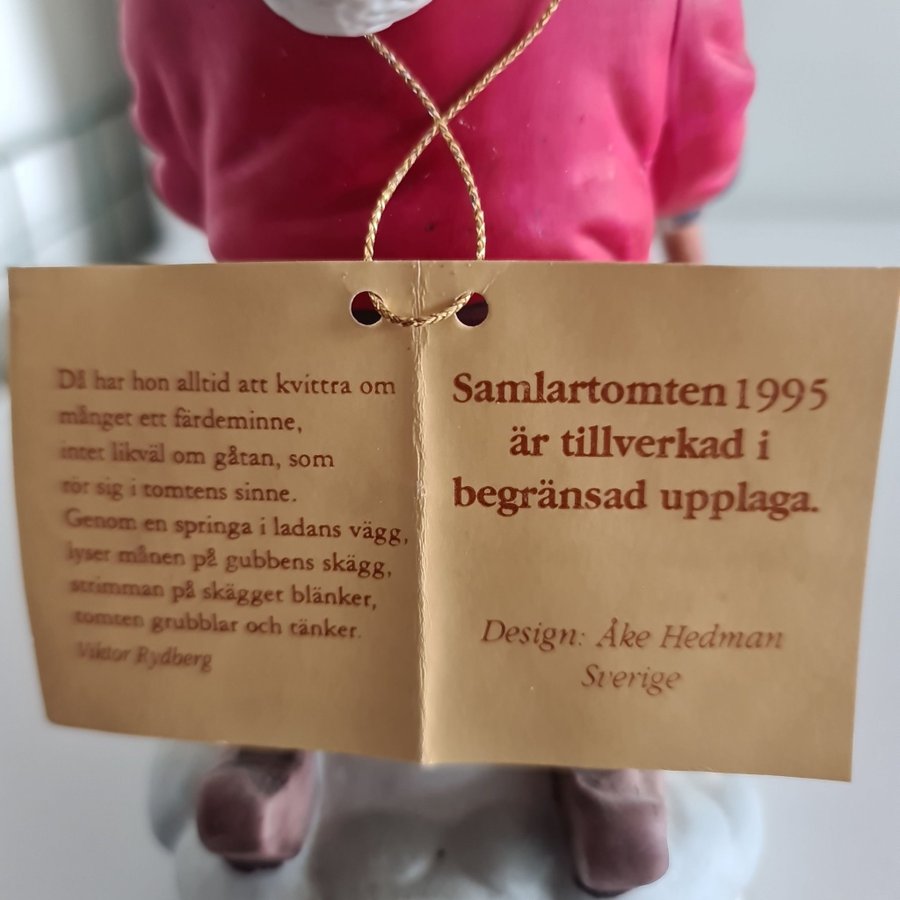 Då har hon alltid att kvittra om
månget ett färdeminne,
intet likväl om gåtan, som
rör sig i tomtens sinne.
Genom en springa i ladans vägg,
lyser månen på gubbens skägg,
strimman på skägget blänker,
tomten grubblar och tänker.
Viktor Rydberg
Samlartomten 1995
är tillverkad i
begränsad upplaga.
Design: Åke Hedman
Sverige